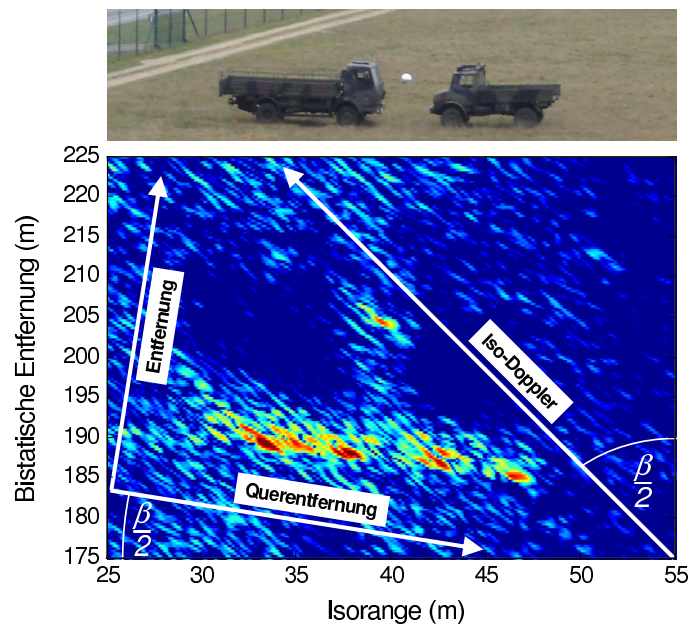 225
220
215
210
205
200
195
190
185
180
175
Bistatische Entfernung (m)
Entfernung
Iso-Doppler
Querentfernung
β
2
β
2
25
30
35
40
45
50
55
Isorange (m)